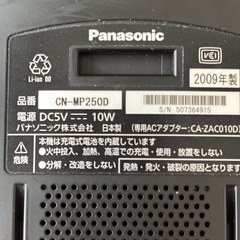 Panasonic
Li-ion 00
VCI
2009年製
品番 CN-MP250D
S/N 507364915
電源 DC5V ⎓ 10W
パナソニック株式会社 日本製 (専用ACアダプター:CA-ZAC010D)
本機は充電式電池を内蔵しています
●火中投入、加熱、高温での充電・使用・放置をしない
●分解・改造をしない
発熱・発火・破裂の原因となります
危険